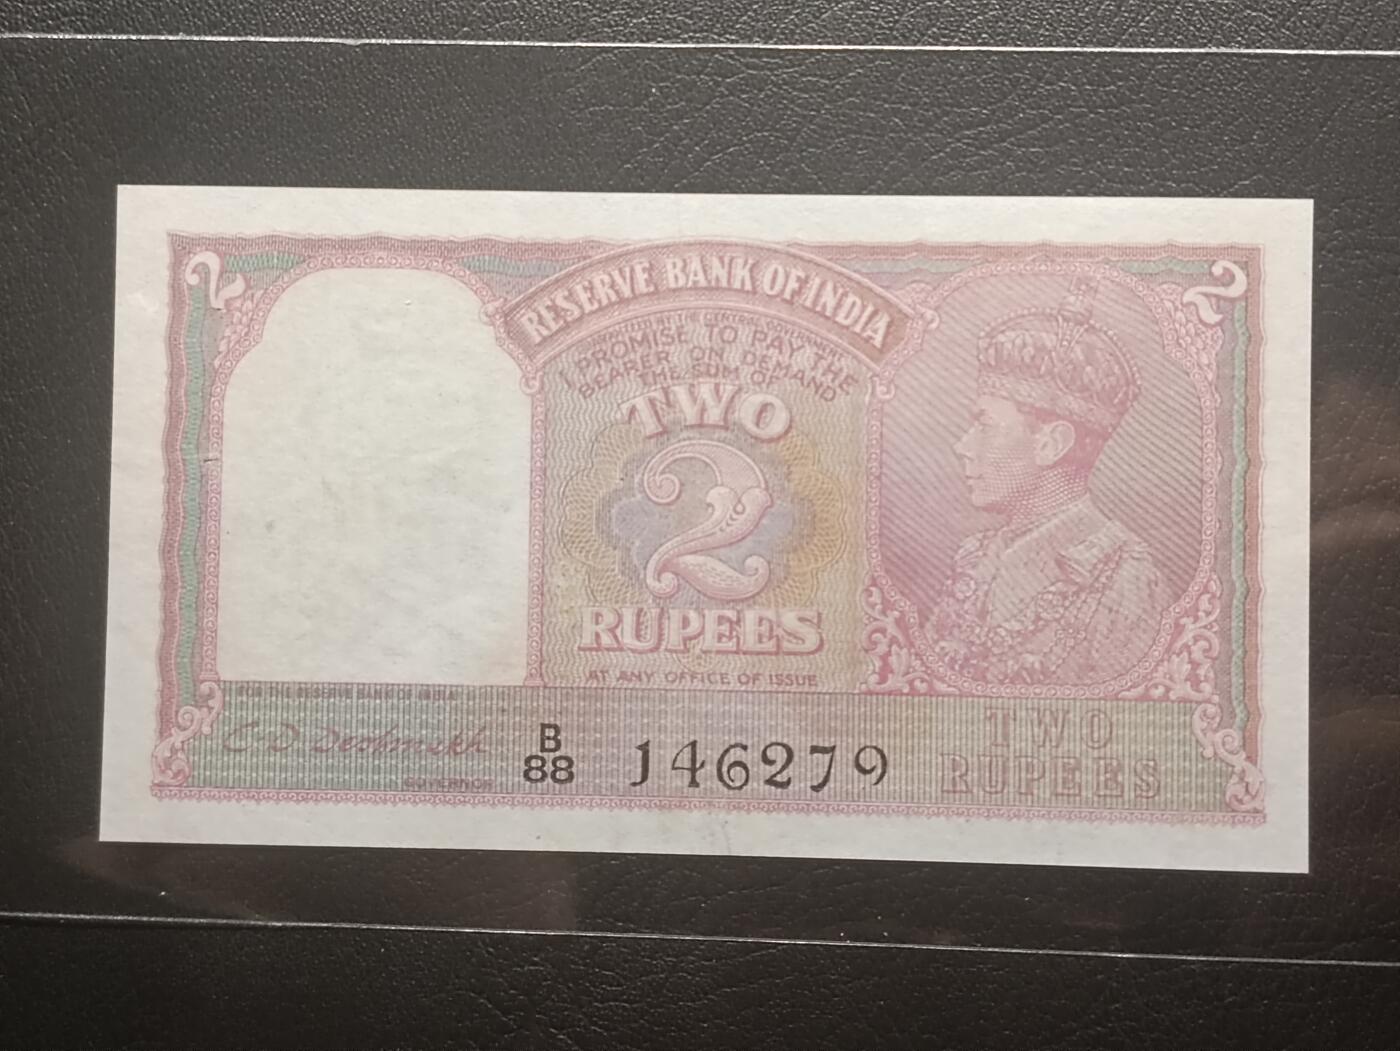 2 2
RESERVE BANK OF INDIA
GUARANTEED BY THE CENTRAL GOVERNMENT
I PROMISE TO PAY THE
BEARER ON DEMAND
THE SUM OF
TWO
2
RUPEES
AT ANY OFFICE OF ISSUE
FOR THE RESERVE BANK OF INDIA
C D Deshmukh
GOVERNOR
B
88
146279
TWO
RUPEES